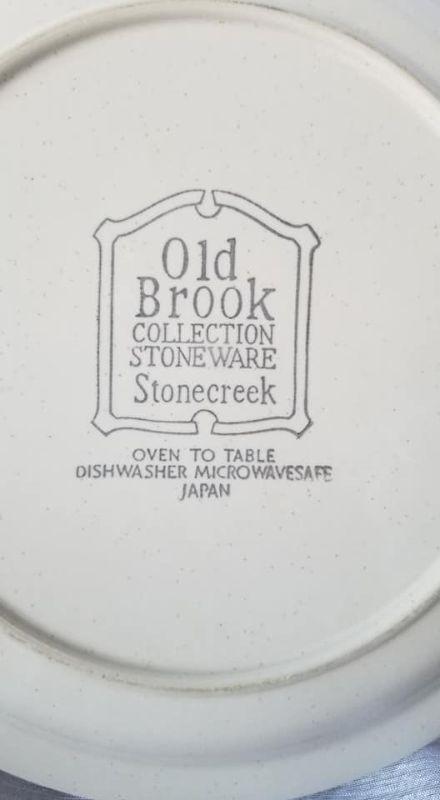 Old
Brook
COLLECTION
STONEWARE
Stonecreek
OVEN TO TABLE
DISHWASHER MICROWAVESAFE
JAPAN